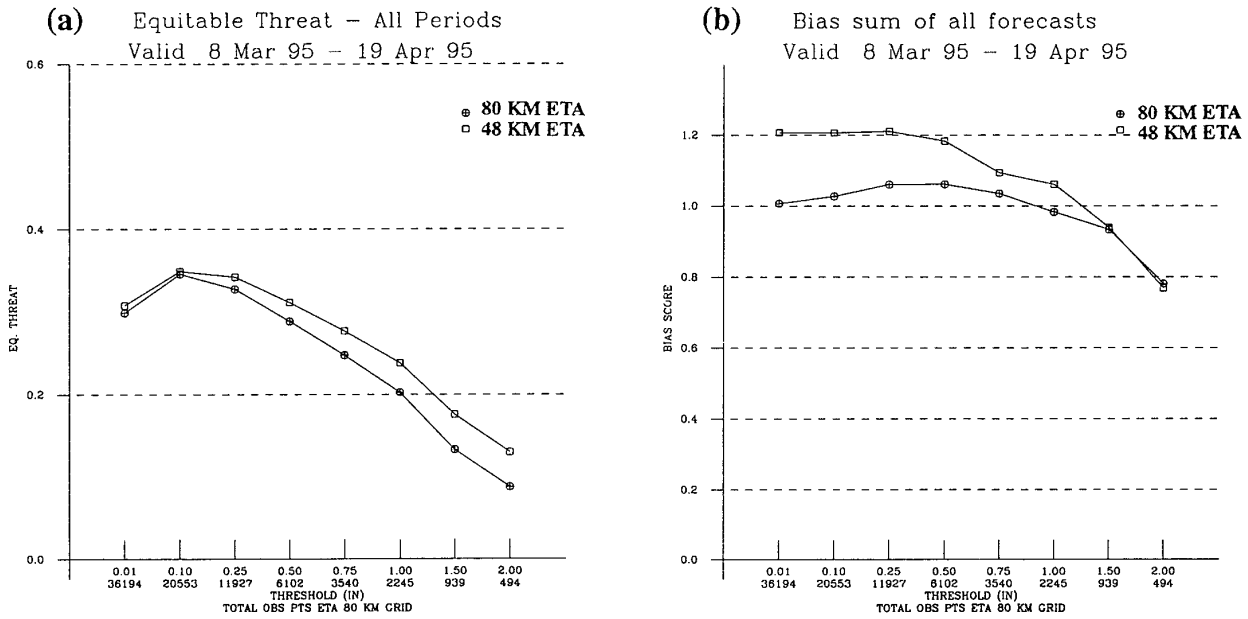 (a) Equitable Threat – All Periods
Valid 8 Mar 95 – 19 Apr 95
0.6
⊕ 80 KM ETA
□ 48 KM ETA
0.4
EQ. THREAT
0.2
0.0
0.01 0.10 0.25 0.50 0.75 1.00 1.50 2.00
36194 20553 11927 6102 3540 2245 939 494
THRESHOLD (IN)
TOTAL OBS PTS ETA 80 KM GRID
(b) Bias sum of all forecasts
Valid 8 Mar 95 – 19 Apr 95
⊕ 80 KM ETA
□ 48 KM ETA
1.2
1.0
0.8
BIAS SCORE
0.6
0.4
0.2
0.0
0.01 0.10 0.25 0.50 0.75 1.00 1.50 2.00
36194 20553 11927 6102 3540 2245 939 494
THRESHOLD (IN)
TOTAL OBS PTS ETA 80 KM GRID